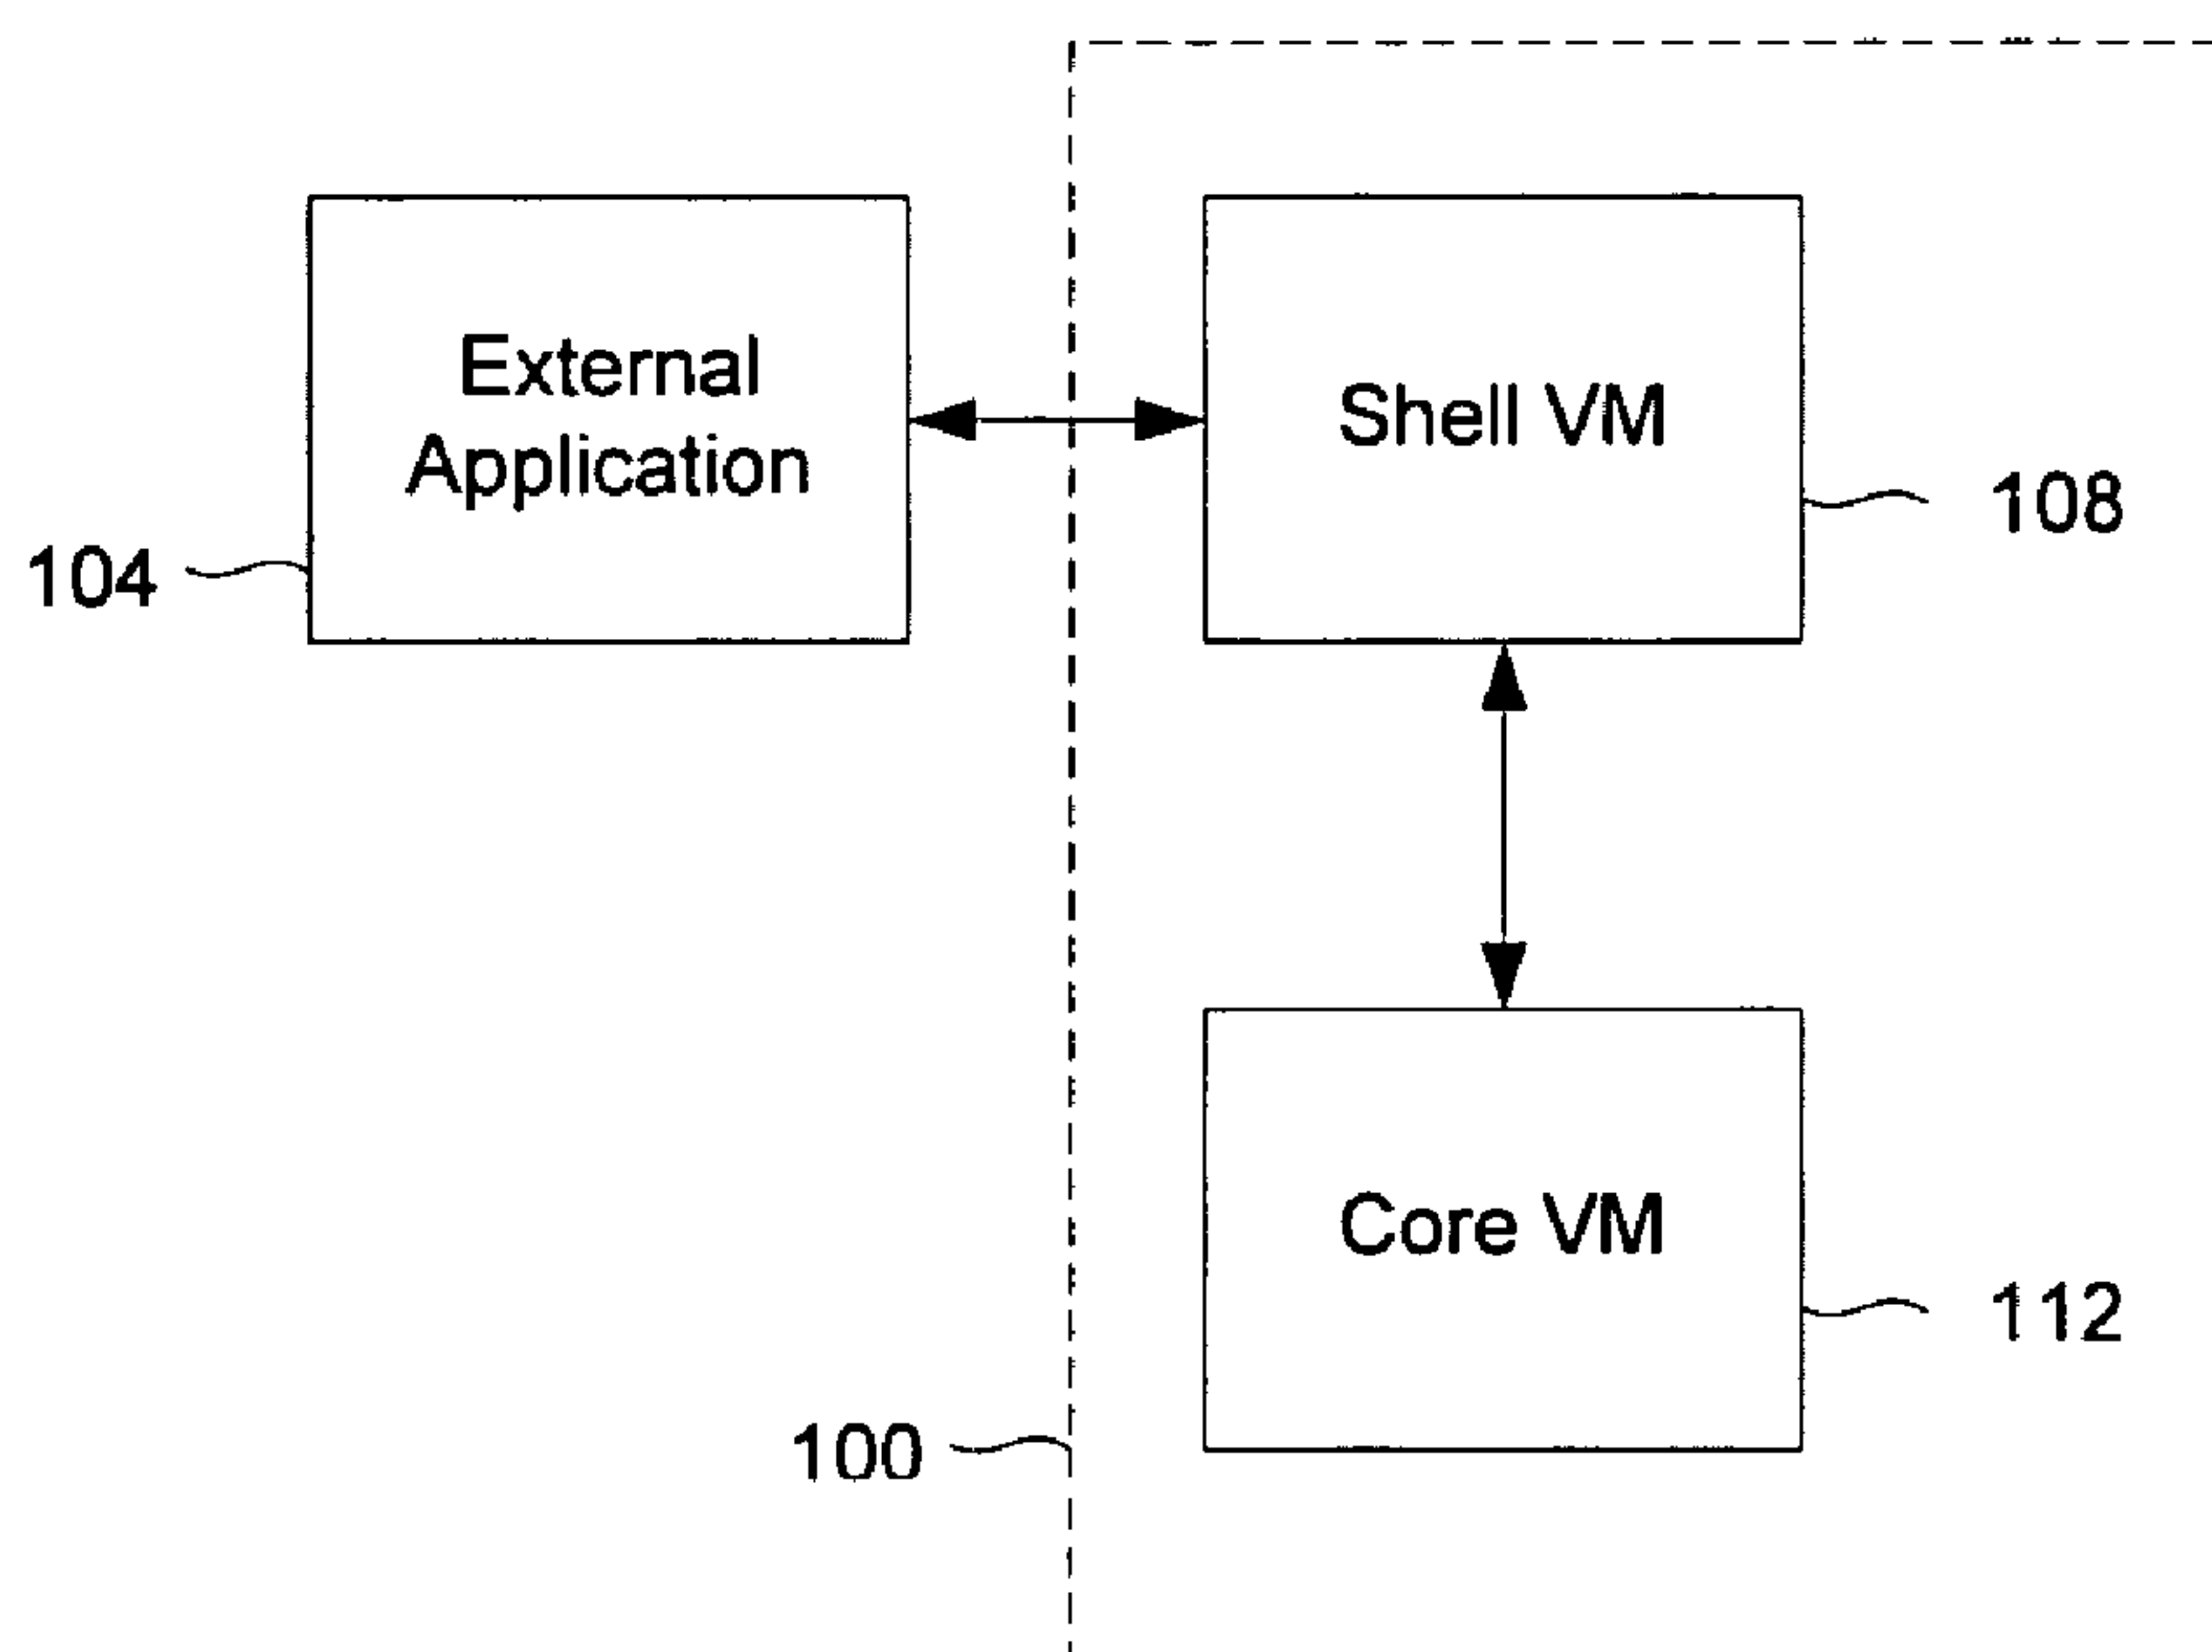 External
Application
Shell VM
108
104
Core VM
112
100